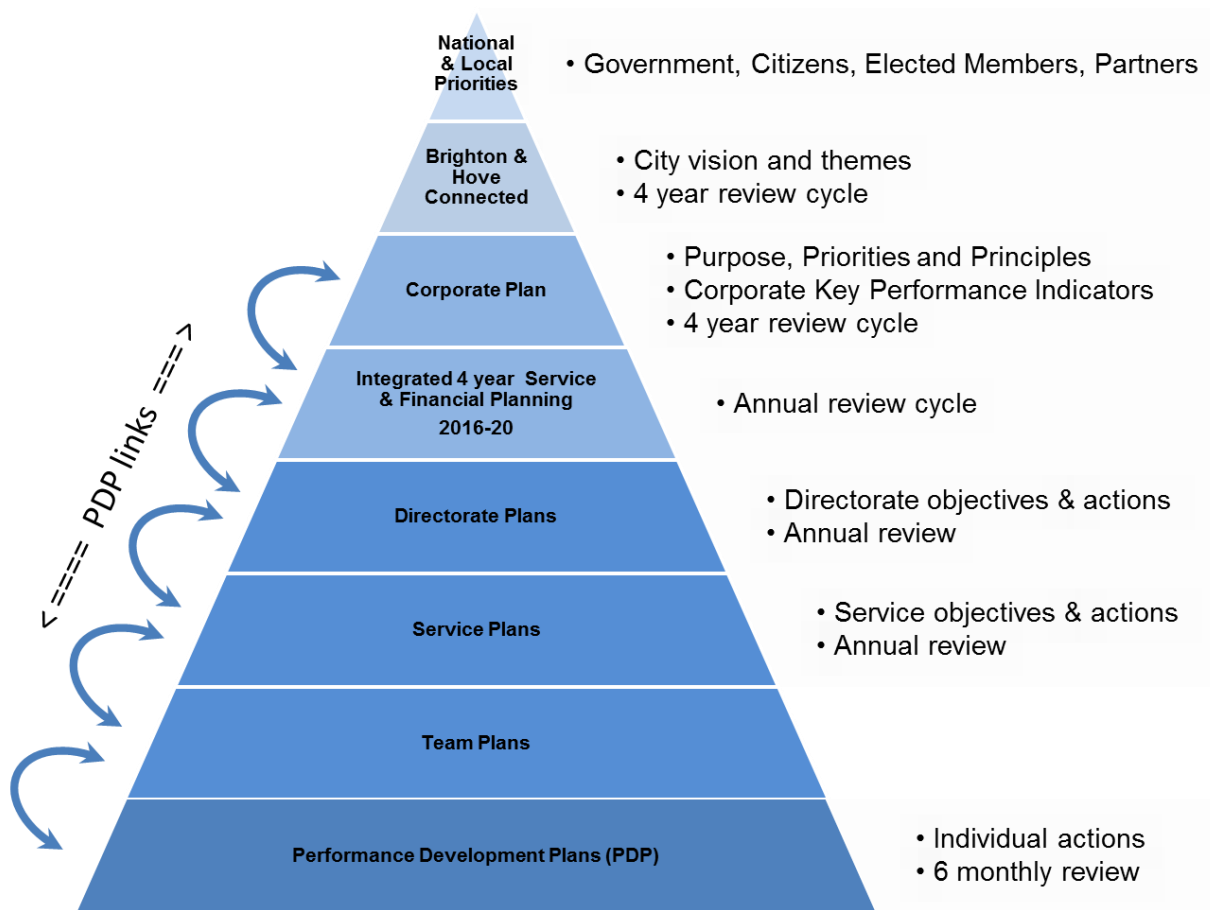 National
& Local
Priorities
• Government, Citizens, Elected Members, Partners
Brighton &
Hove
Connected
• City vision and themes
• 4 year review cycle
Corporate Plan
• Purpose, Priorities and Principles
• Corporate Key Performance Indicators
• 4 year review cycle
Integrated 4 year Service
& Financial Planning
2016-20
• Annual review cycle
<==== PDP links ===>
Directorate Plans
• Directorate objectives & actions
• Annual review
Service Plans
• Service objectives & actions
• Annual review
Team Plans
Performance Development Plans (PDP)
• Individual actions
• 6 monthly review